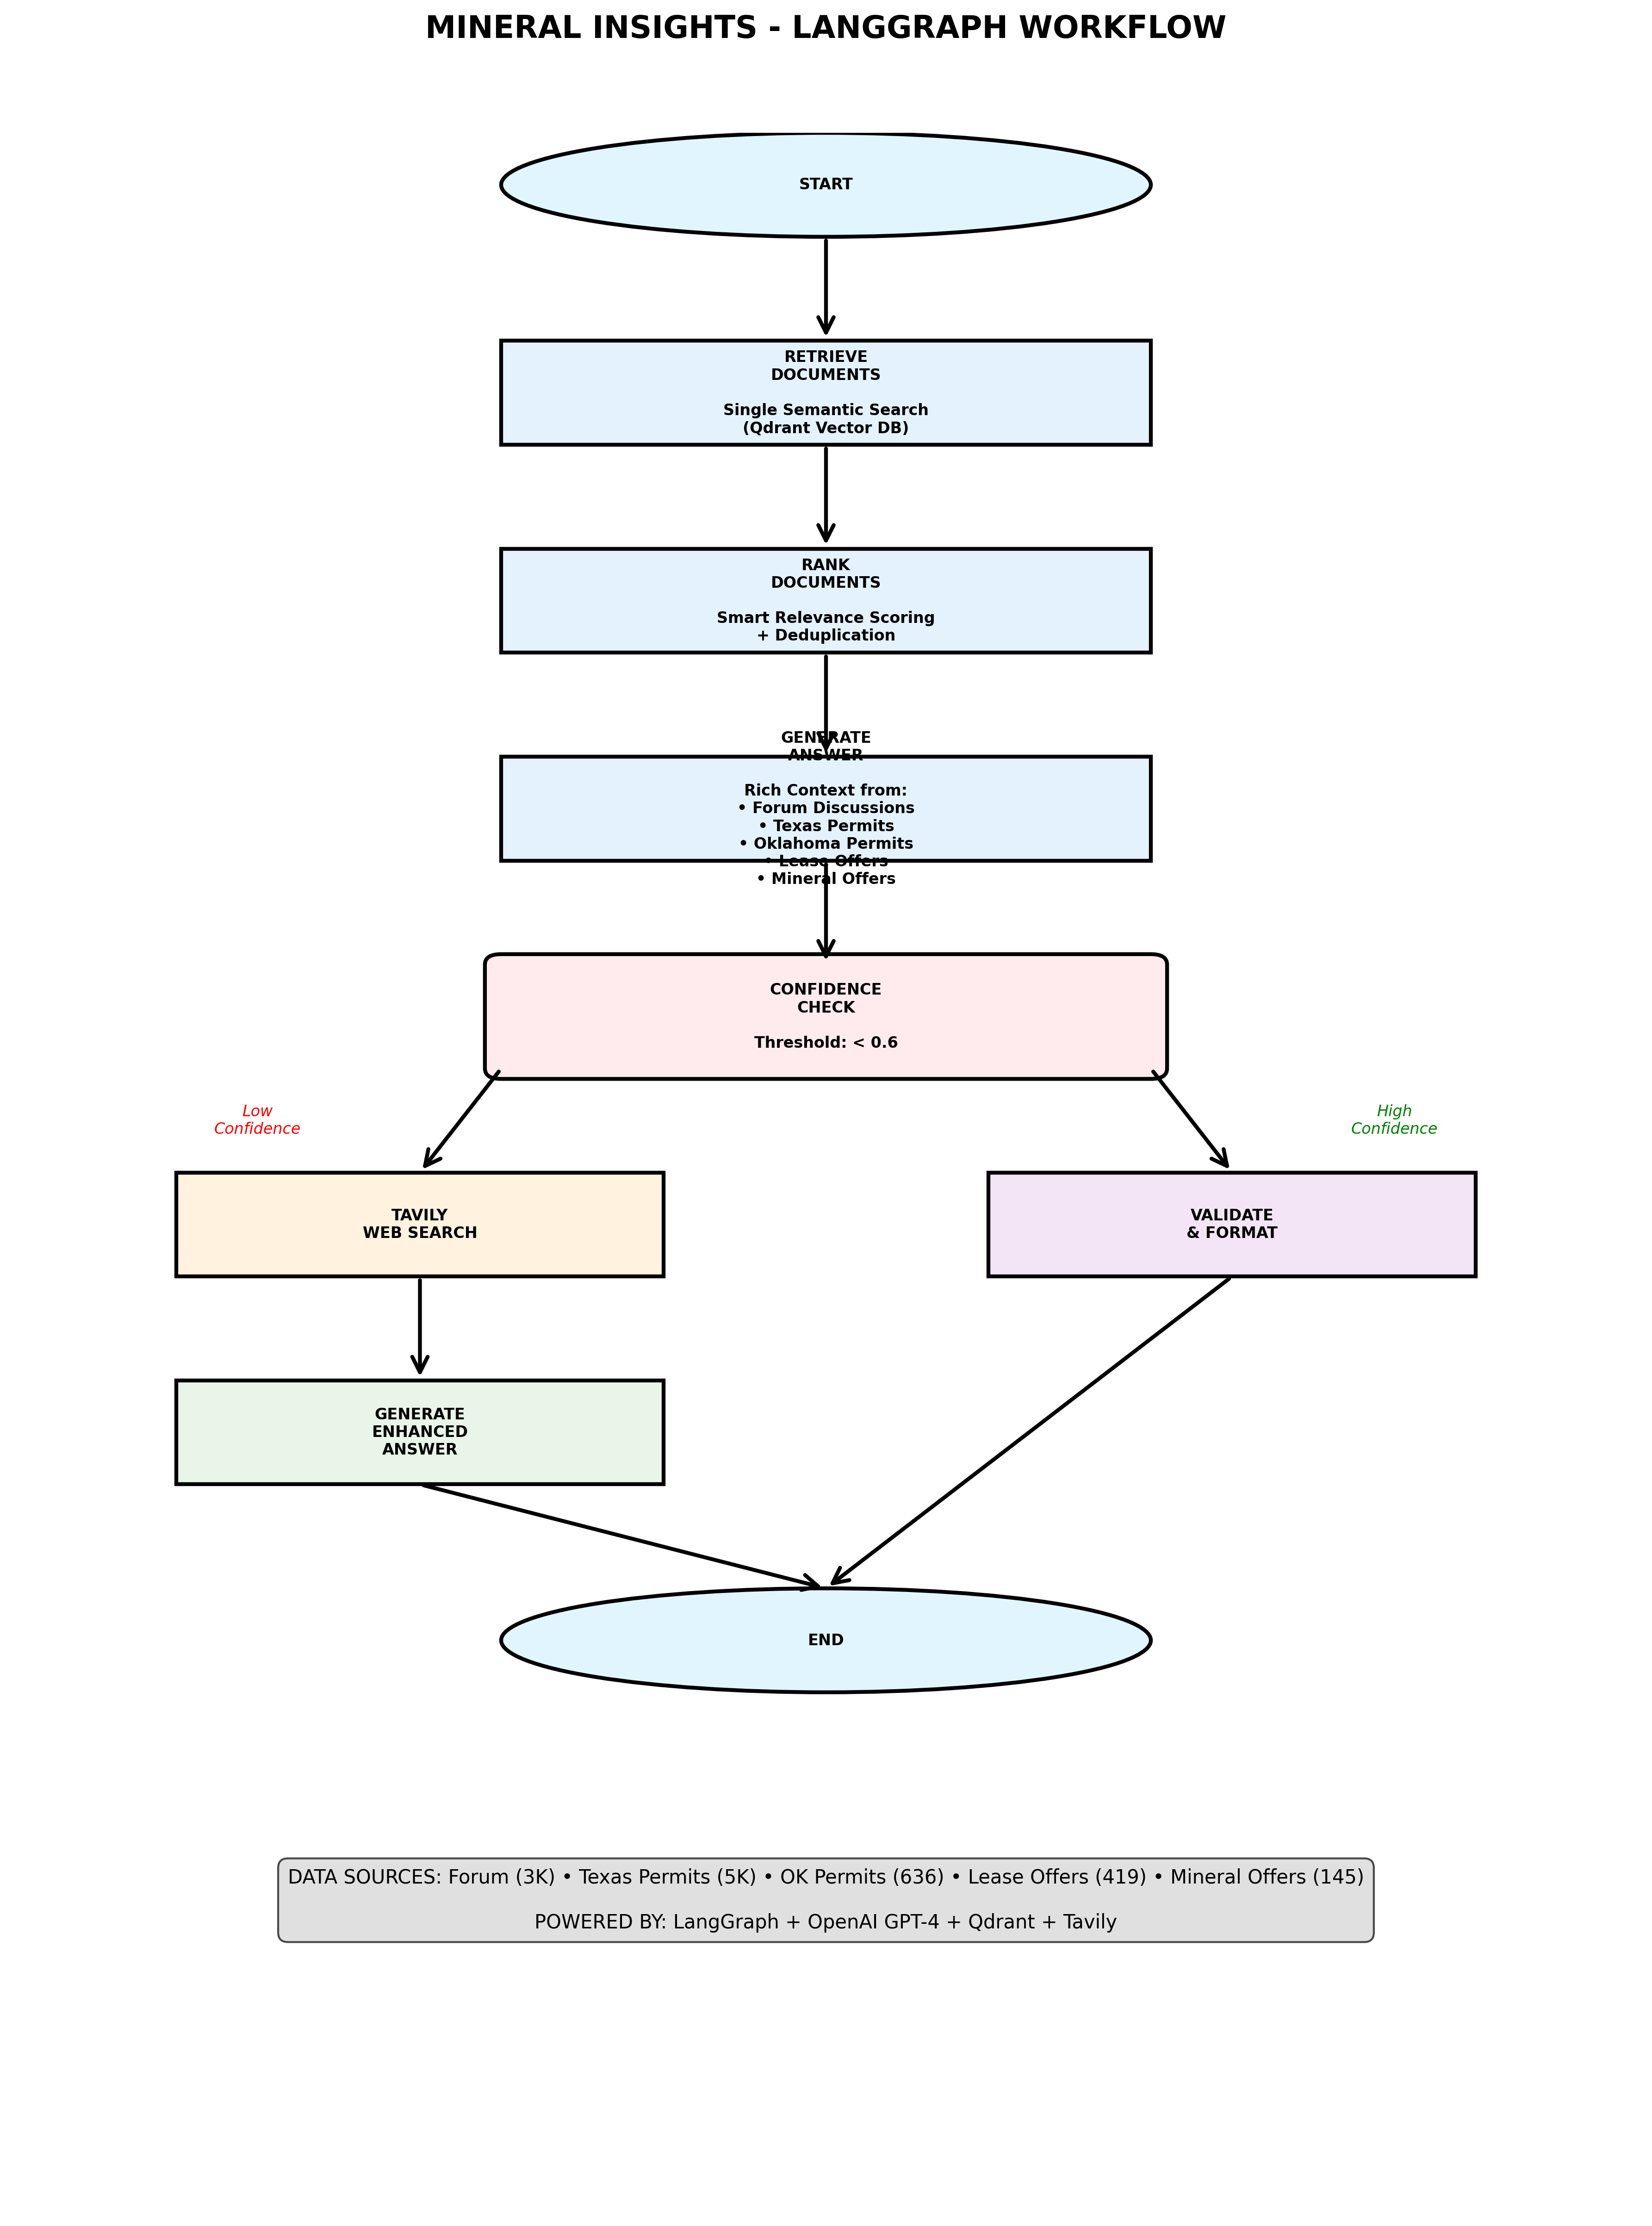 MINERAL INSIGHTS - LANGGRAPH WORKFLOW
START
RETRIEVE
DOCUMENTS
Single Semantic Search
(Qdrant Vector DB)
RANK
DOCUMENTS
Smart Relevance Scoring
+ Deduplication
GENERATE
ANSWER
Rich Context from:
• Forum Discussions
• Texas Permits
• Oklahoma Permits
• Lease Offers
• Mineral Offers
CONFIDENCE
CHECK
Threshold: < 0.6
Low
Confidence
High
Confidence
TAVILY
WEB SEARCH
VALIDATE
& FORMAT
GENERATE
ENHANCED
ANSWER
END
DATA SOURCES: Forum (3K) • Texas Permits (5K) • OK Permits (636) • Lease Offers (419) • Mineral Offers (145)
POWERED BY: LangGraph + OpenAI GPT-4 + Qdrant + Tavily